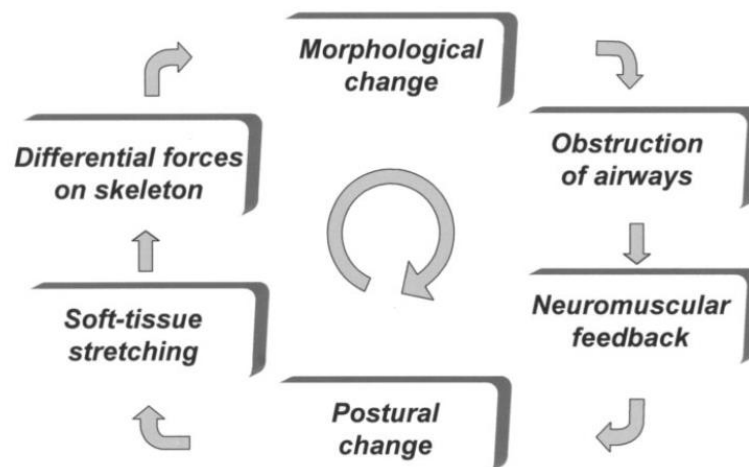 Morphological
change
Obstruction
of airways
Neuromuscular
feedback
Postural
change
Soft-tissue
stretching
Differential forces
on skeleton